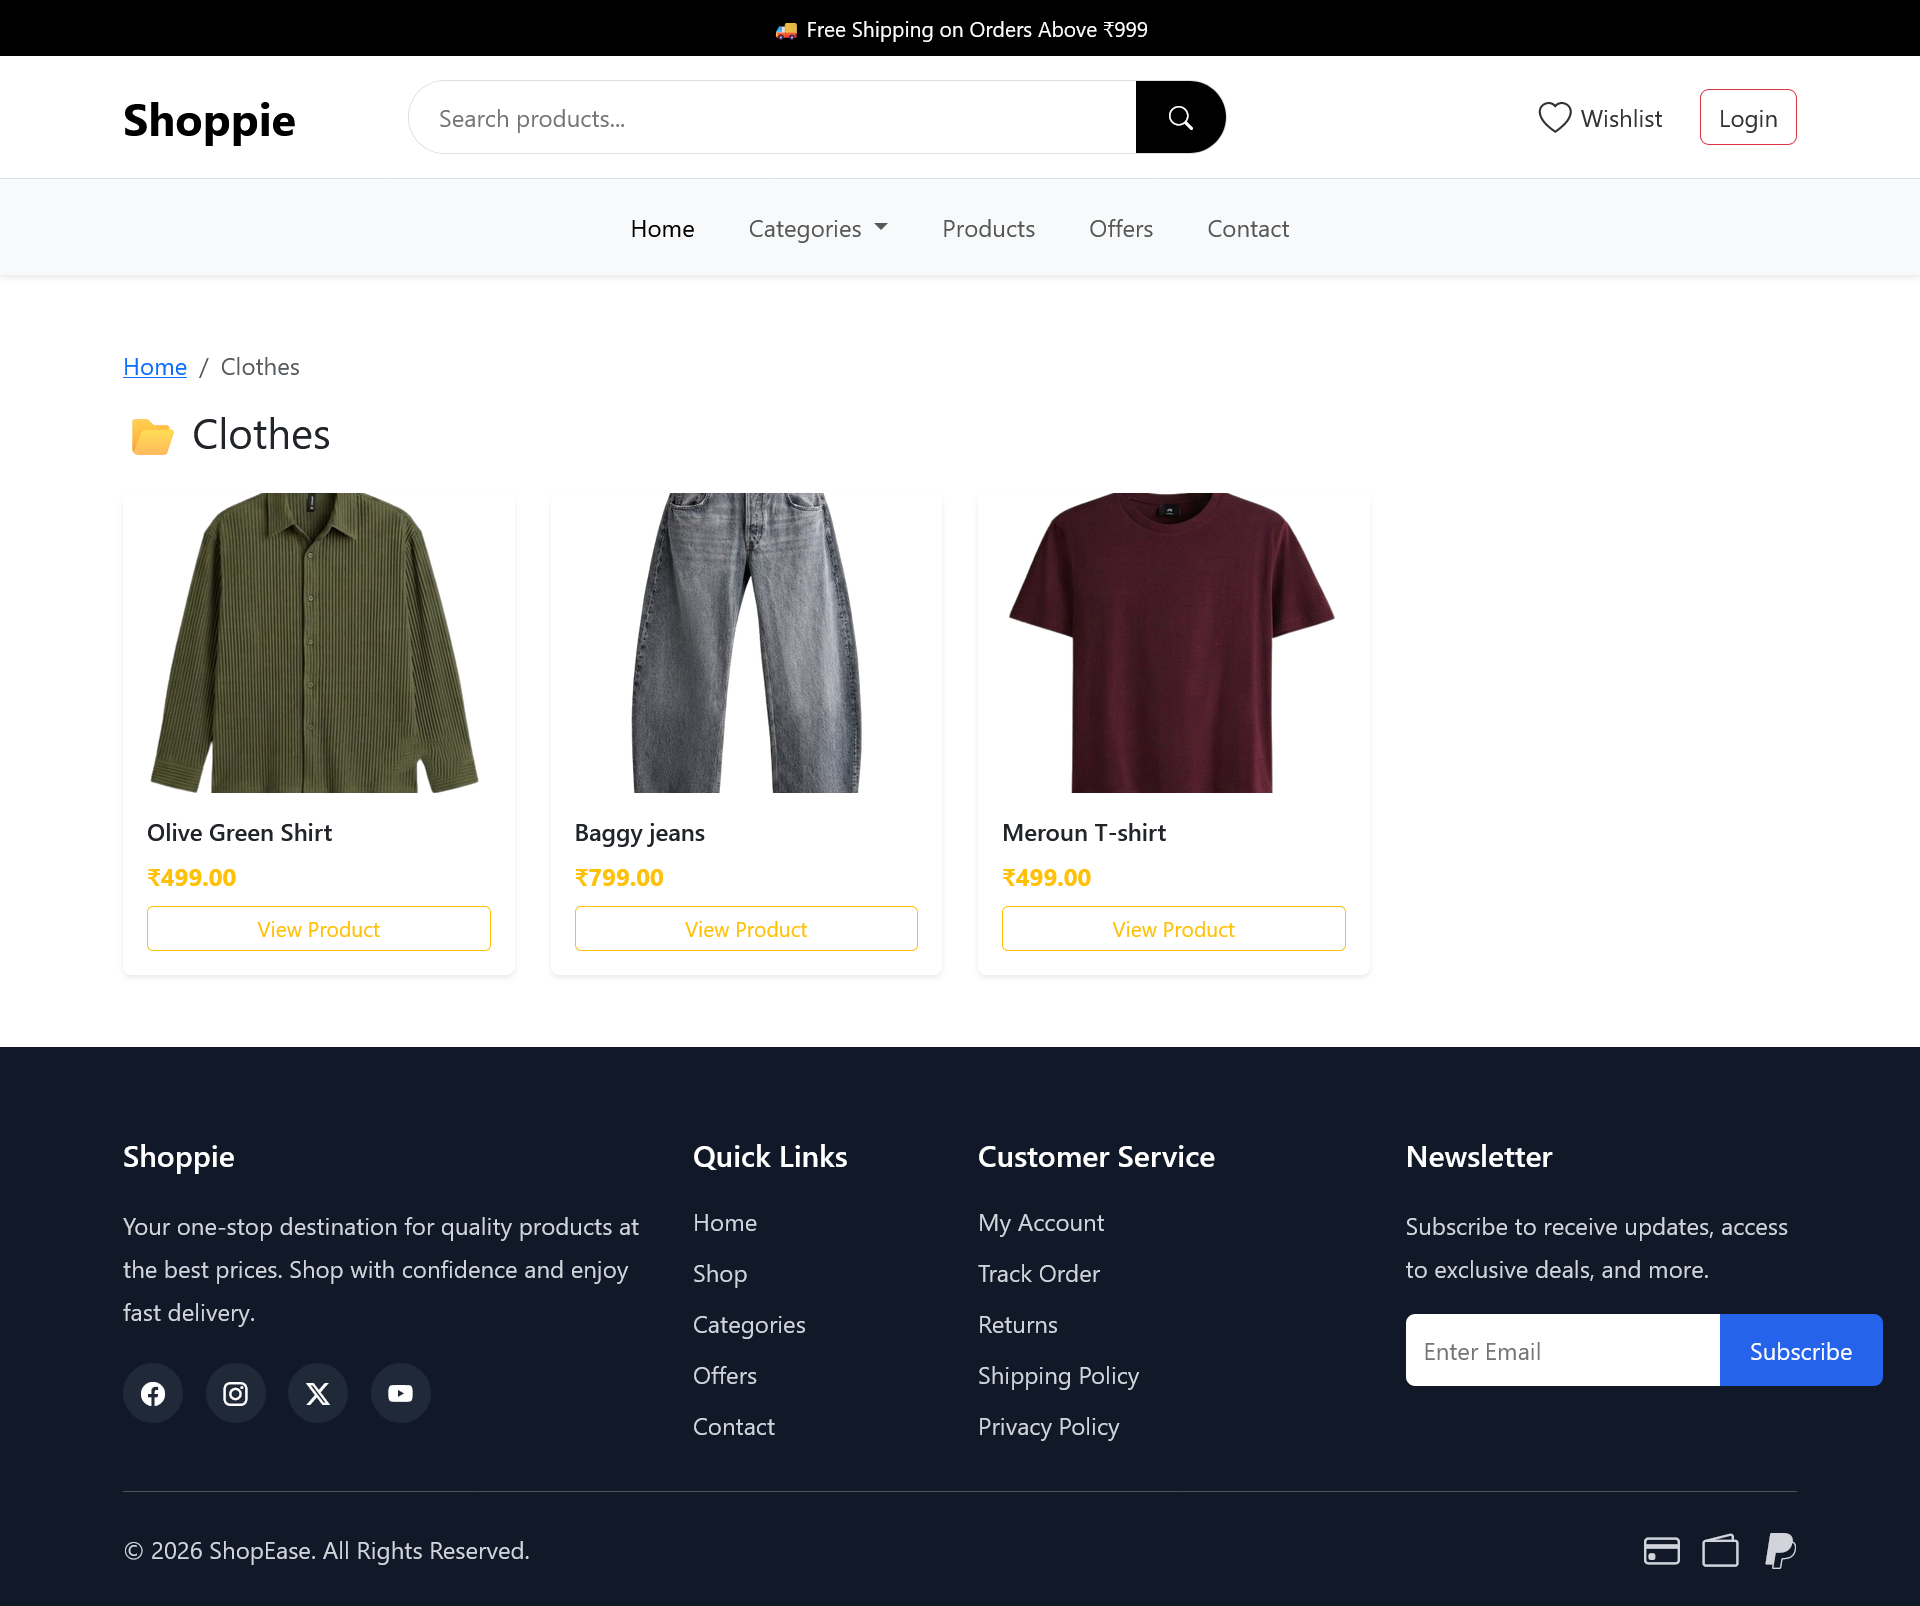 🚚 Free Shipping on Orders Above ₹999
Shoppie
Search products...
Wishlist
Login
Home
Categories
Products
Offers
Contact
Home / Clothes
📂 Clothes
Olive Green Shirt
₹499.00
View Product
Baggy jeans
₹799.00
View Product
Meroun T-shirt
₹499.00
View Product
Shoppie
Your one-stop destination for quality products at
the best prices. Shop with confidence and enjoy
fast delivery.
Quick Links
Home
Shop
Categories
Offers
Contact
Customer Service
My Account
Track Order
Returns
Shipping Policy
Privacy Policy
Newsletter
Subscribe to receive updates, access
to exclusive deals, and more.
Enter Email
Subscribe
© 2026 ShopEase. All Rights Reserved.